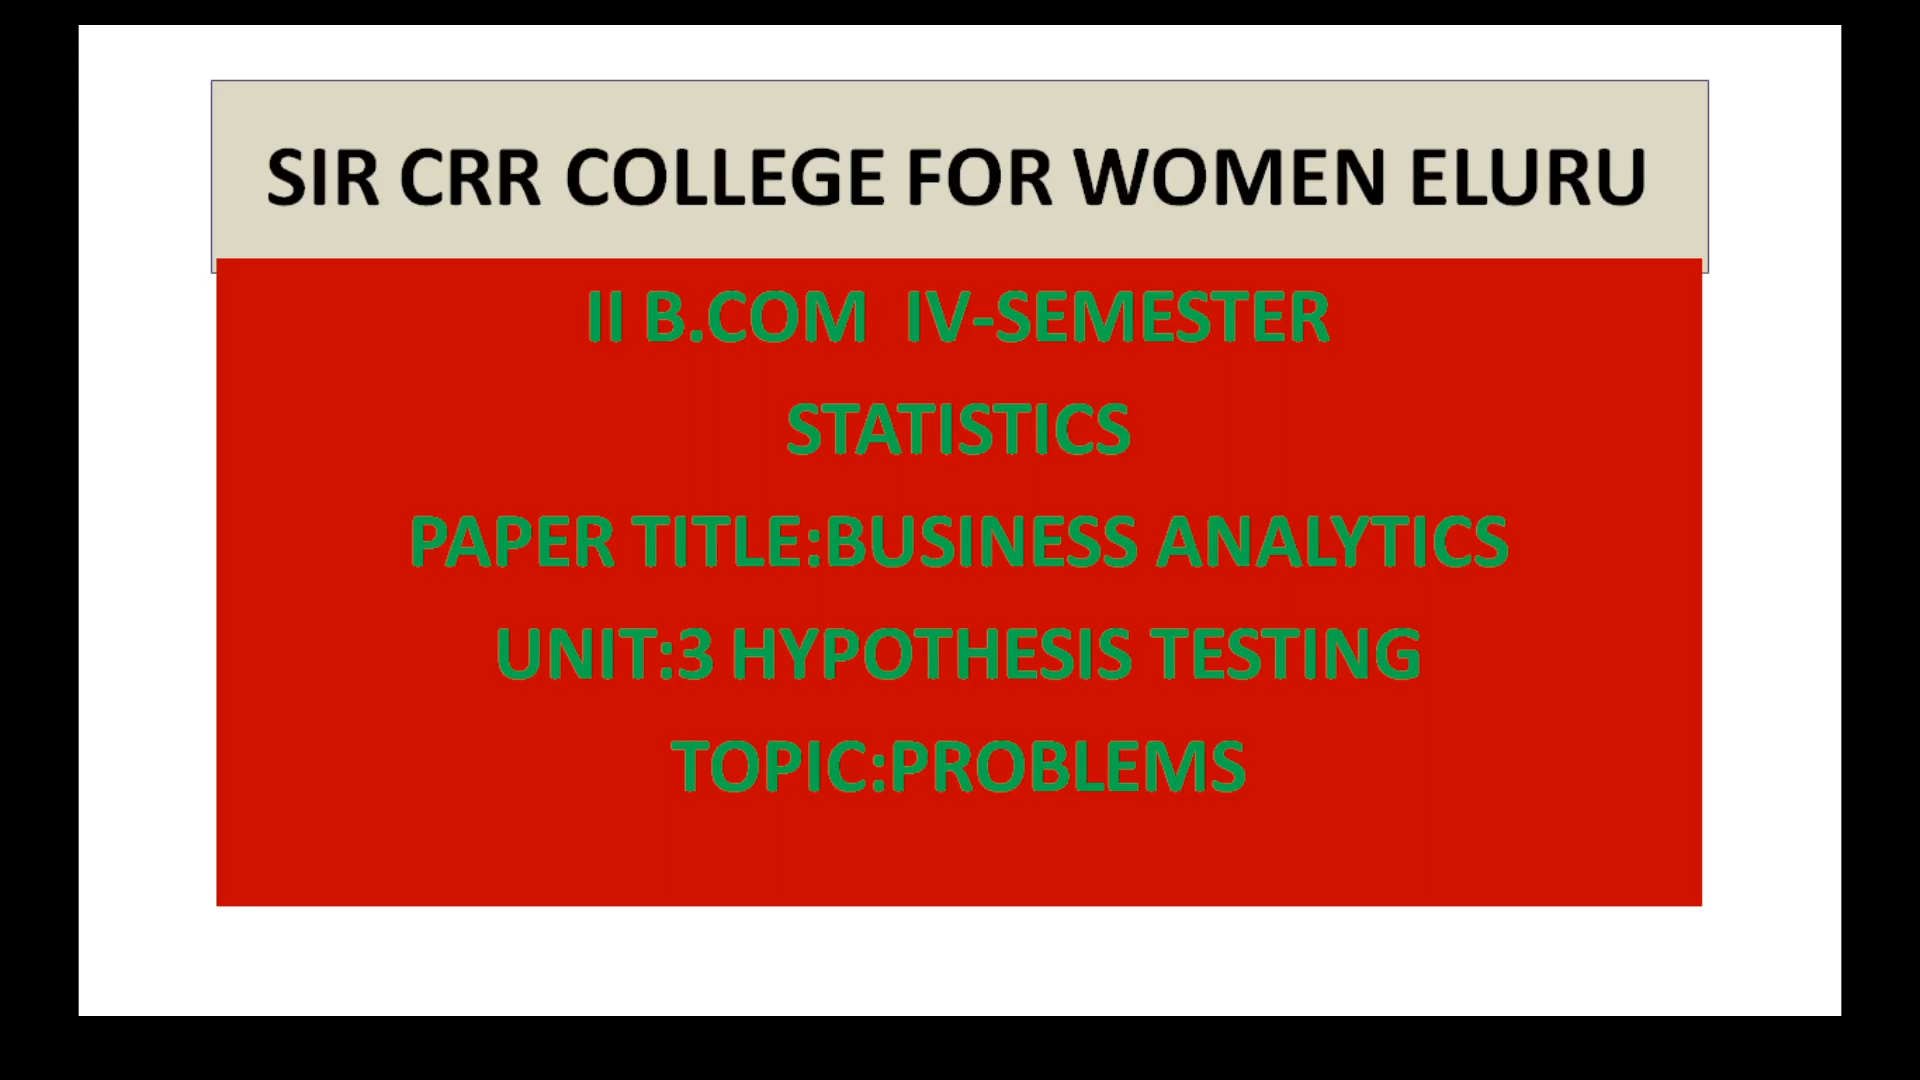 SIR CRR COLLEGE FOR WOMEN ELURU
II B.COM  IV-SEMESTER
STATISTICS
PAPER TITLE:BUSINESS ANALYTICS
UNIT:3 HYPOTHESIS TESTING
TOPIC:PROBLEMS